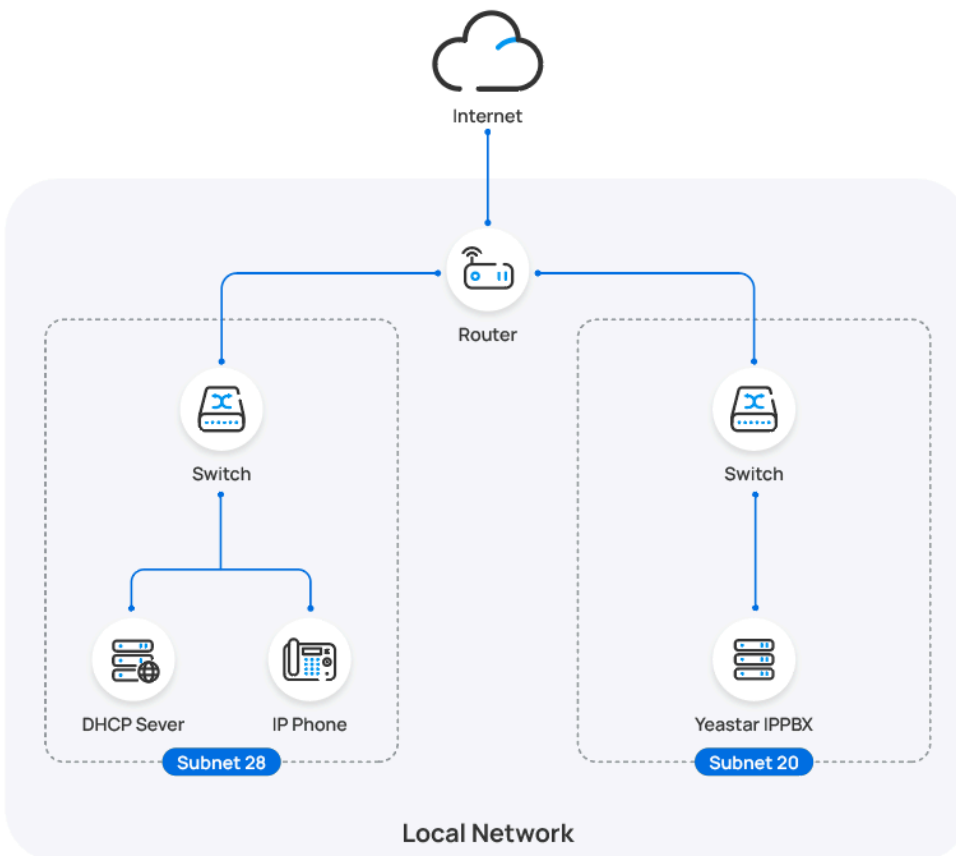 Internet
Router
Switch
Switch
DHCP Sever
IP Phone
Yeastar IPPBX
Subnet 28
Subnet 20
Local Network